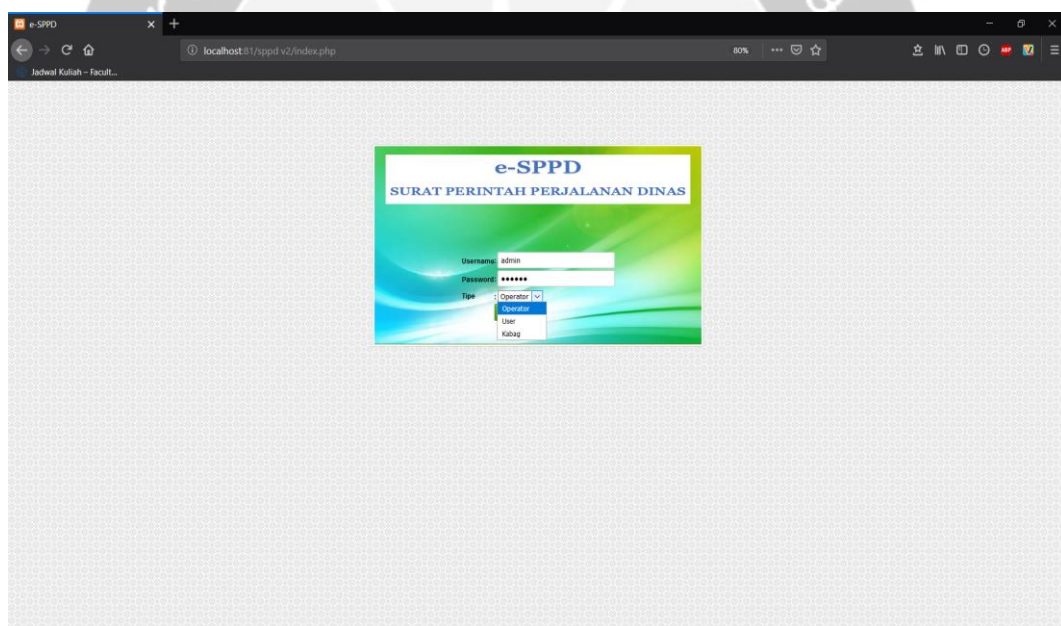 e-SPPD
localhost:81/sppd v2/index.php
80%
Jadwal Kuliah – Facult...
e-SPPD
SURAT PERINTAH PERJALANAN DINAS
Username: admin
Password: ●●●●●●
Tipe : Operator
Operator
User
Kabag